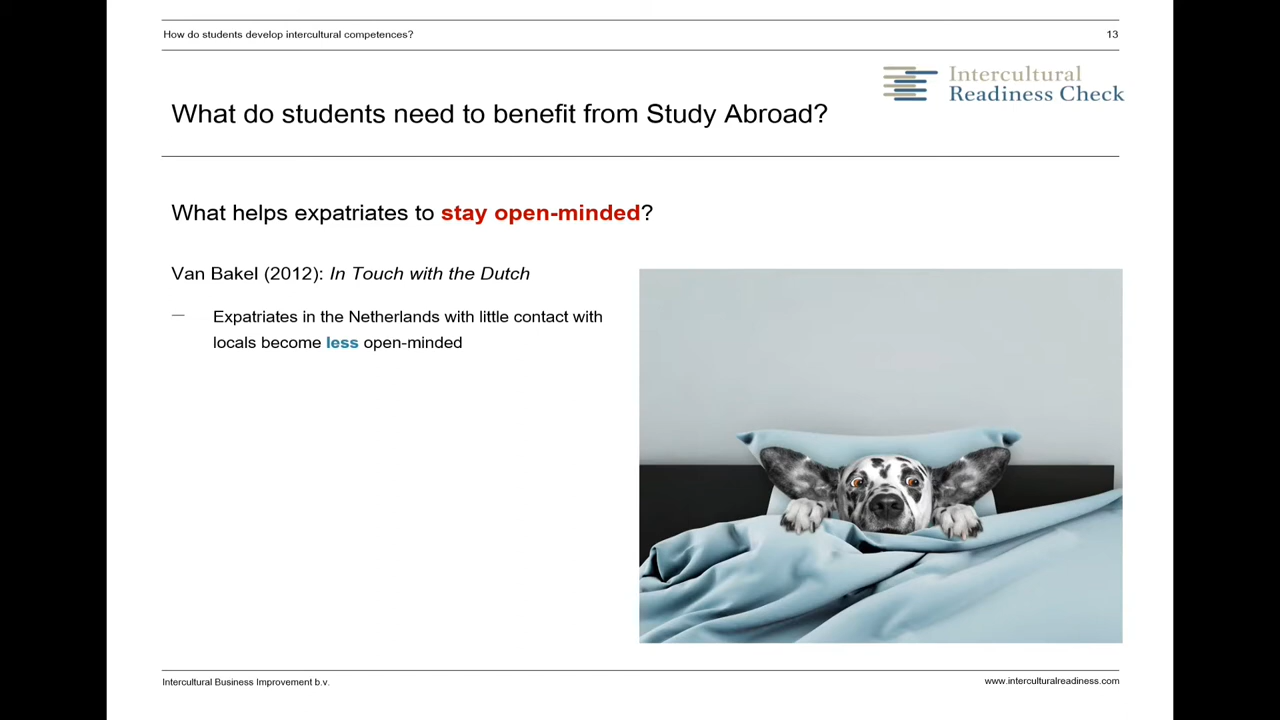 How do students develop intercultural competences?
13
Intercultural
Readiness Check
What do students need to benefit from Study Abroad?
What helps expatriates to stay open-minded?
Van Bakel (2012): In Touch with the Dutch
— Expatriates in the Netherlands with little contact with
locals become less open-minded
Intercultural Business Improvement b.v.
www.interculturalreadiness.com